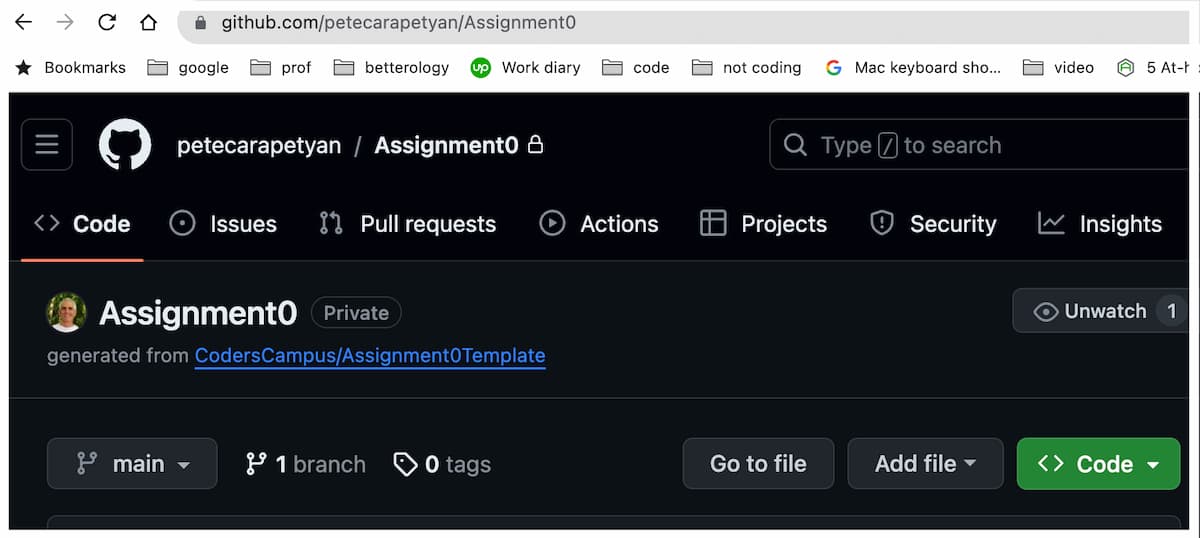 github.com/petecarapetyan/Assignment0
Bookmarks google prof betterology up Work diary code not coding Mac keyboard sho... video 5 At-h
petecarapetyan / Assignment0 Type / to search
Code Issues Pull requests Actions Projects Security Insights
Assignment0 Private Unwatch 1
generated from CodersCampus/Assignment0Template
main 1 branch 0 tags Go to file Add file Code